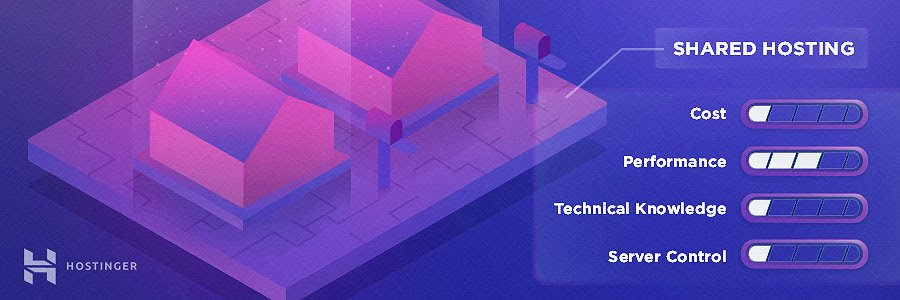 SHARED HOSTING
Cost
Performance
Technical Knowledge
Server Control
HOSTINGER